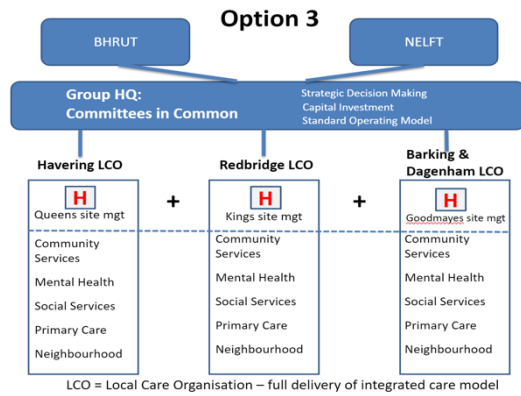 Option 3
BHRUT
NELFT
Group HQ:
Committees in Common
Strategic Decision Making
Capital Investment
Standard Operating Model
Havering LCO
Redbridge LCO
Barking &
Dagenham LCO
H
Queens site mgt
Community
Services
Mental Health
Social Services
Primary Care
Neighbourhood
+
H
Kings site mgt
Community
Services
Mental Health
Social Services
Primary Care
Neighbourhood
+
H
Goodmayes site mgt
Community
Services
Mental Health
Social Services
Primary Care
Neighbourhood
LCO = Local Care Organisation – full delivery of integrated care model